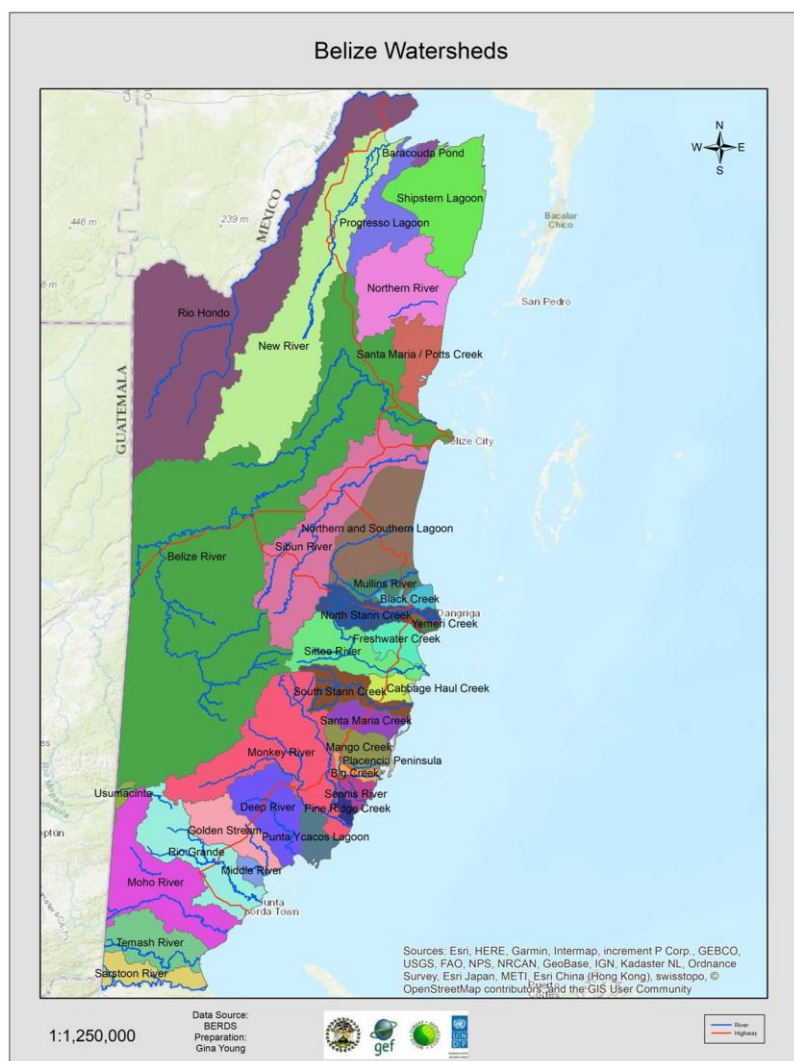 Belize Watersheds
N
W E
S
Rio Hondo
MEXICO
446 m
239 m
GUATEMALA
Baracouda Pond
Shipstern Lagoon
Progresso Lagoon
Bacalar
Chico
Northern River
San Pedro
Rio Hondo
New River
Santa Maria / Potts Creek
Belize City
Northern and Southern Lagoon
Belize River
Sibun River
Mullins River
Black Creek
North Stann Creek
Dangriga
Yemeri Creek
Freshwater Creek
Sittee River
South Stann Creek
Cabbage Haul Creek
Santa Maria Creek
Mango Creek
Monkey River
Placencia Peninsula
Big Creek
Usumacinta
Sennis River
Deep River
Pine Ridge Creek
Golden Stream
Punta Ycacos Lagoon
Rio Grande
Middle River
Moho River
Temash River
Sarstoon River
Sources: Esri, HERE, Garmin, Intermap, increment P Corp., GEBCO,
USGS, FAO, NPS, NRCAN, GeoBase, IGN, Kadaster NL, Ordnance
Survey, Esri Japan, METI, Esri China (Hong Kong), swisstopo, ©
OpenStreetMap contributors, and the GIS User Community
1:1,250,000
Data Source:
BERDS
Preparation:
Gina Young
gef
U N
D P
River
Highway